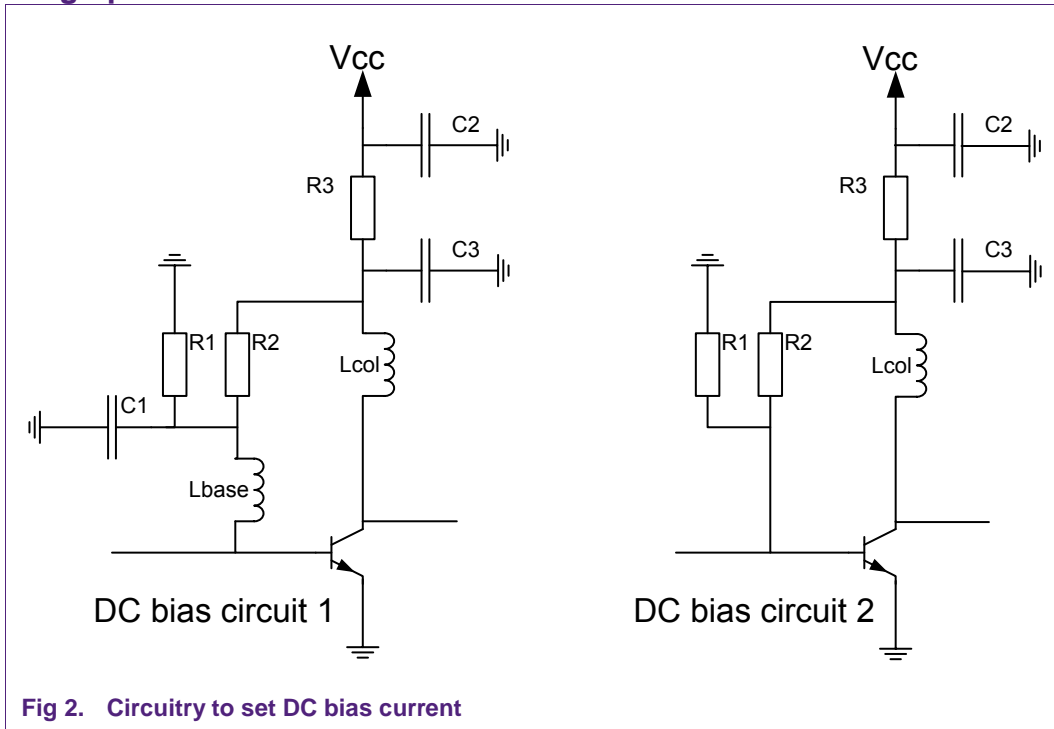 Vcc
C2
R3
C3
R1
R2
Lcol
C1
Lbase
DC bias circuit 1
Vcc
C2
R3
C3
R1
R2
Lcol
DC bias circuit 2
Fig 2. Circuitry to set DC bias current